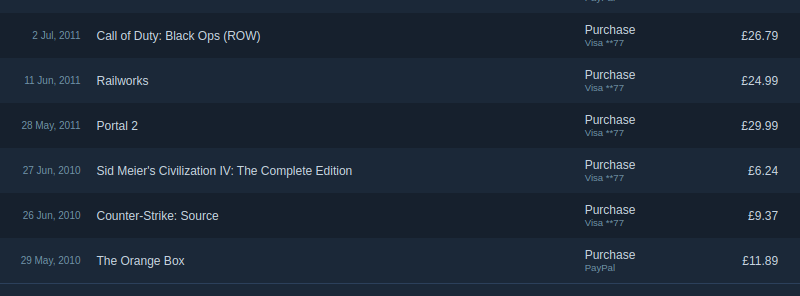 PayPal
2 Jul, 2011 Call of Duty: Black Ops (ROW) Purchase £26.79
Visa **77
11 Jun, 2011 Railworks Purchase £24.99
Visa **77
28 May, 2011 Portal 2 Purchase £29.99
Visa **77
27 Jun, 2010 Sid Meier's Civilization IV: The Complete Edition Purchase £6.24
Visa **77
26 Jun, 2010 Counter-Strike: Source Purchase £9.37
Visa **77
29 May, 2010 The Orange Box Purchase £11.89
PayPal